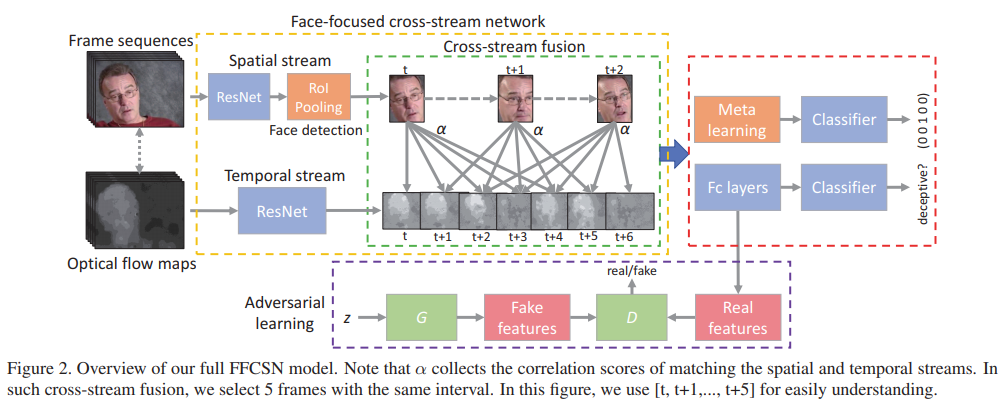 Face-focused cross-stream network
Frame sequences
Cross-stream fusion
Spatial stream
t
t+1
t+2
ResNet
RoI
Pooling
Face detection
α
α
α
Meta
learning
Classifier
(0 0 1 0 0)
Temporal stream
ResNet
Fc layers
Classifier
deceptive?
t
t+1
t+2
t+3
t+4
t+5
t+6
Optical flow maps
real/fake
Adversarial
learning
z
G
Fake
features
D
Real
features
Figure 2. Overview of our full FFCSN model. Note that α collects the correlation scores of matching the spatial and temporal streams. In
such cross-stream fusion, we select 5 frames with the same interval. In this figure, we use [t, t+1,..., t+5] for easily understanding.